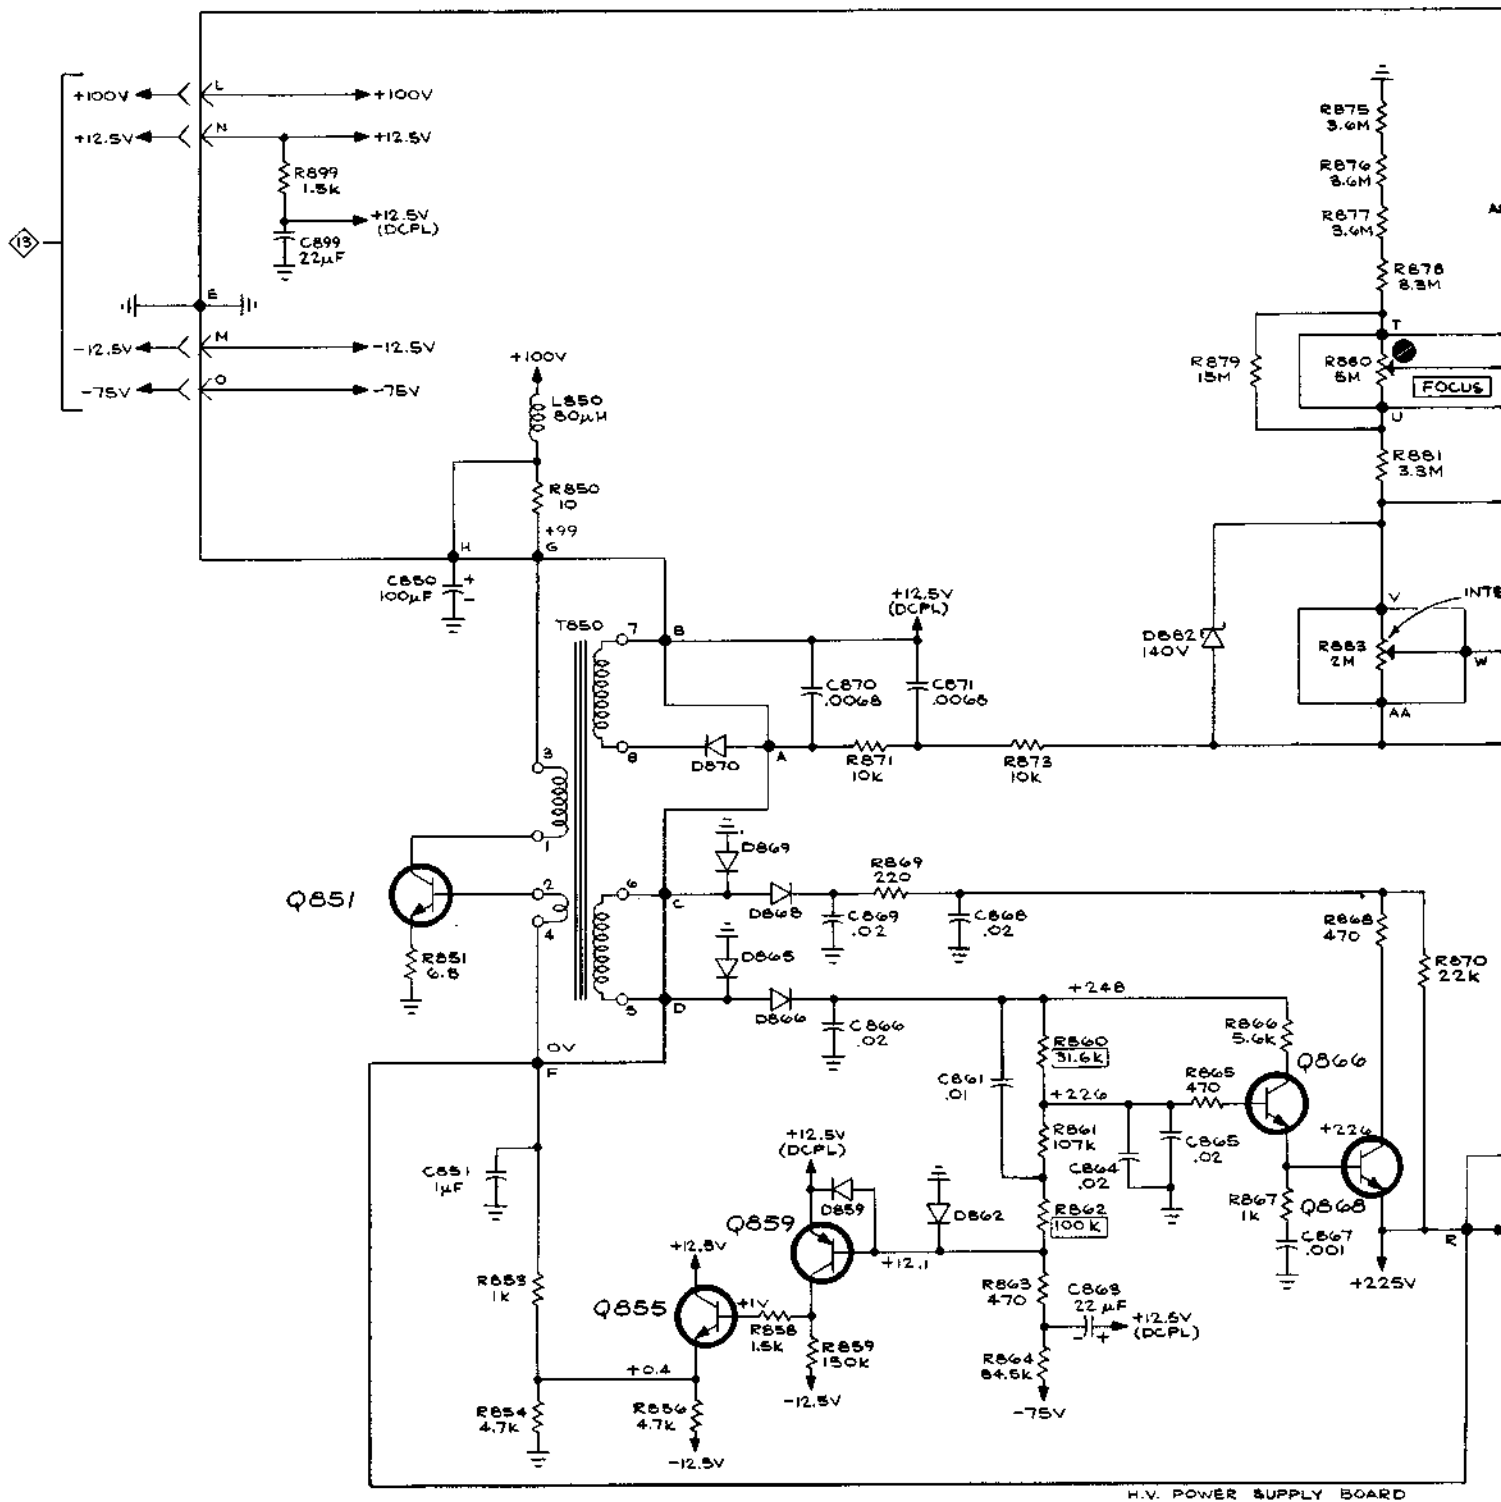 +100V
L
+100V
+12.5V
N
+12.5V
R899
1.5k
+12.5V
(DCPL)
C899
22µF
13
E
-12.5V
M
-12.5V
-75V
O
-75V
+100V
L850
80µH
R850
10
+99
H
G
C850
100µF
+
-
R875
3.6M
R876
3.6M
R877
3.6M
R878
3.3M
T
R879
15M
R880
5M
FOCUS
U
R881
3.3M
T850
7
B
+12.5V
(DCPL)
C870
.0068
C871
.0068
D882
140V
V
INTE
R883
2M
W
AA
8
D870
A
R871
10k
R873
10k
3
1
Q851
2
4
R851
6.8
6
C
D869
D868
R869
220
C869
.02
C868
.02
R868
470
R870
22k
D865
5
D
D866
C866
.02
+248
R860
31.6k
C861
.01
+226
R866
5.6k
Q866
R865
470
R861
107k
C864
.02
C865
.02
+226
R867
1k
Q868
C867
.001
R
+225V
0V
F
C851
1µF
+12.5V
(DCPL)
D859
Q859
D862
R862
100k
+12.1
R853
1k
+12.5V
Q855
+1V
R858
1.5k
R859
150k
-12.5V
R863
470
C863
22 µF
-
+
+12.5V
(DCPL)
R864
84.5k
-75V
+0.4
R854
4.7k
R856
4.7k
-12.5V
H.V. POWER SUPPLY BOARD